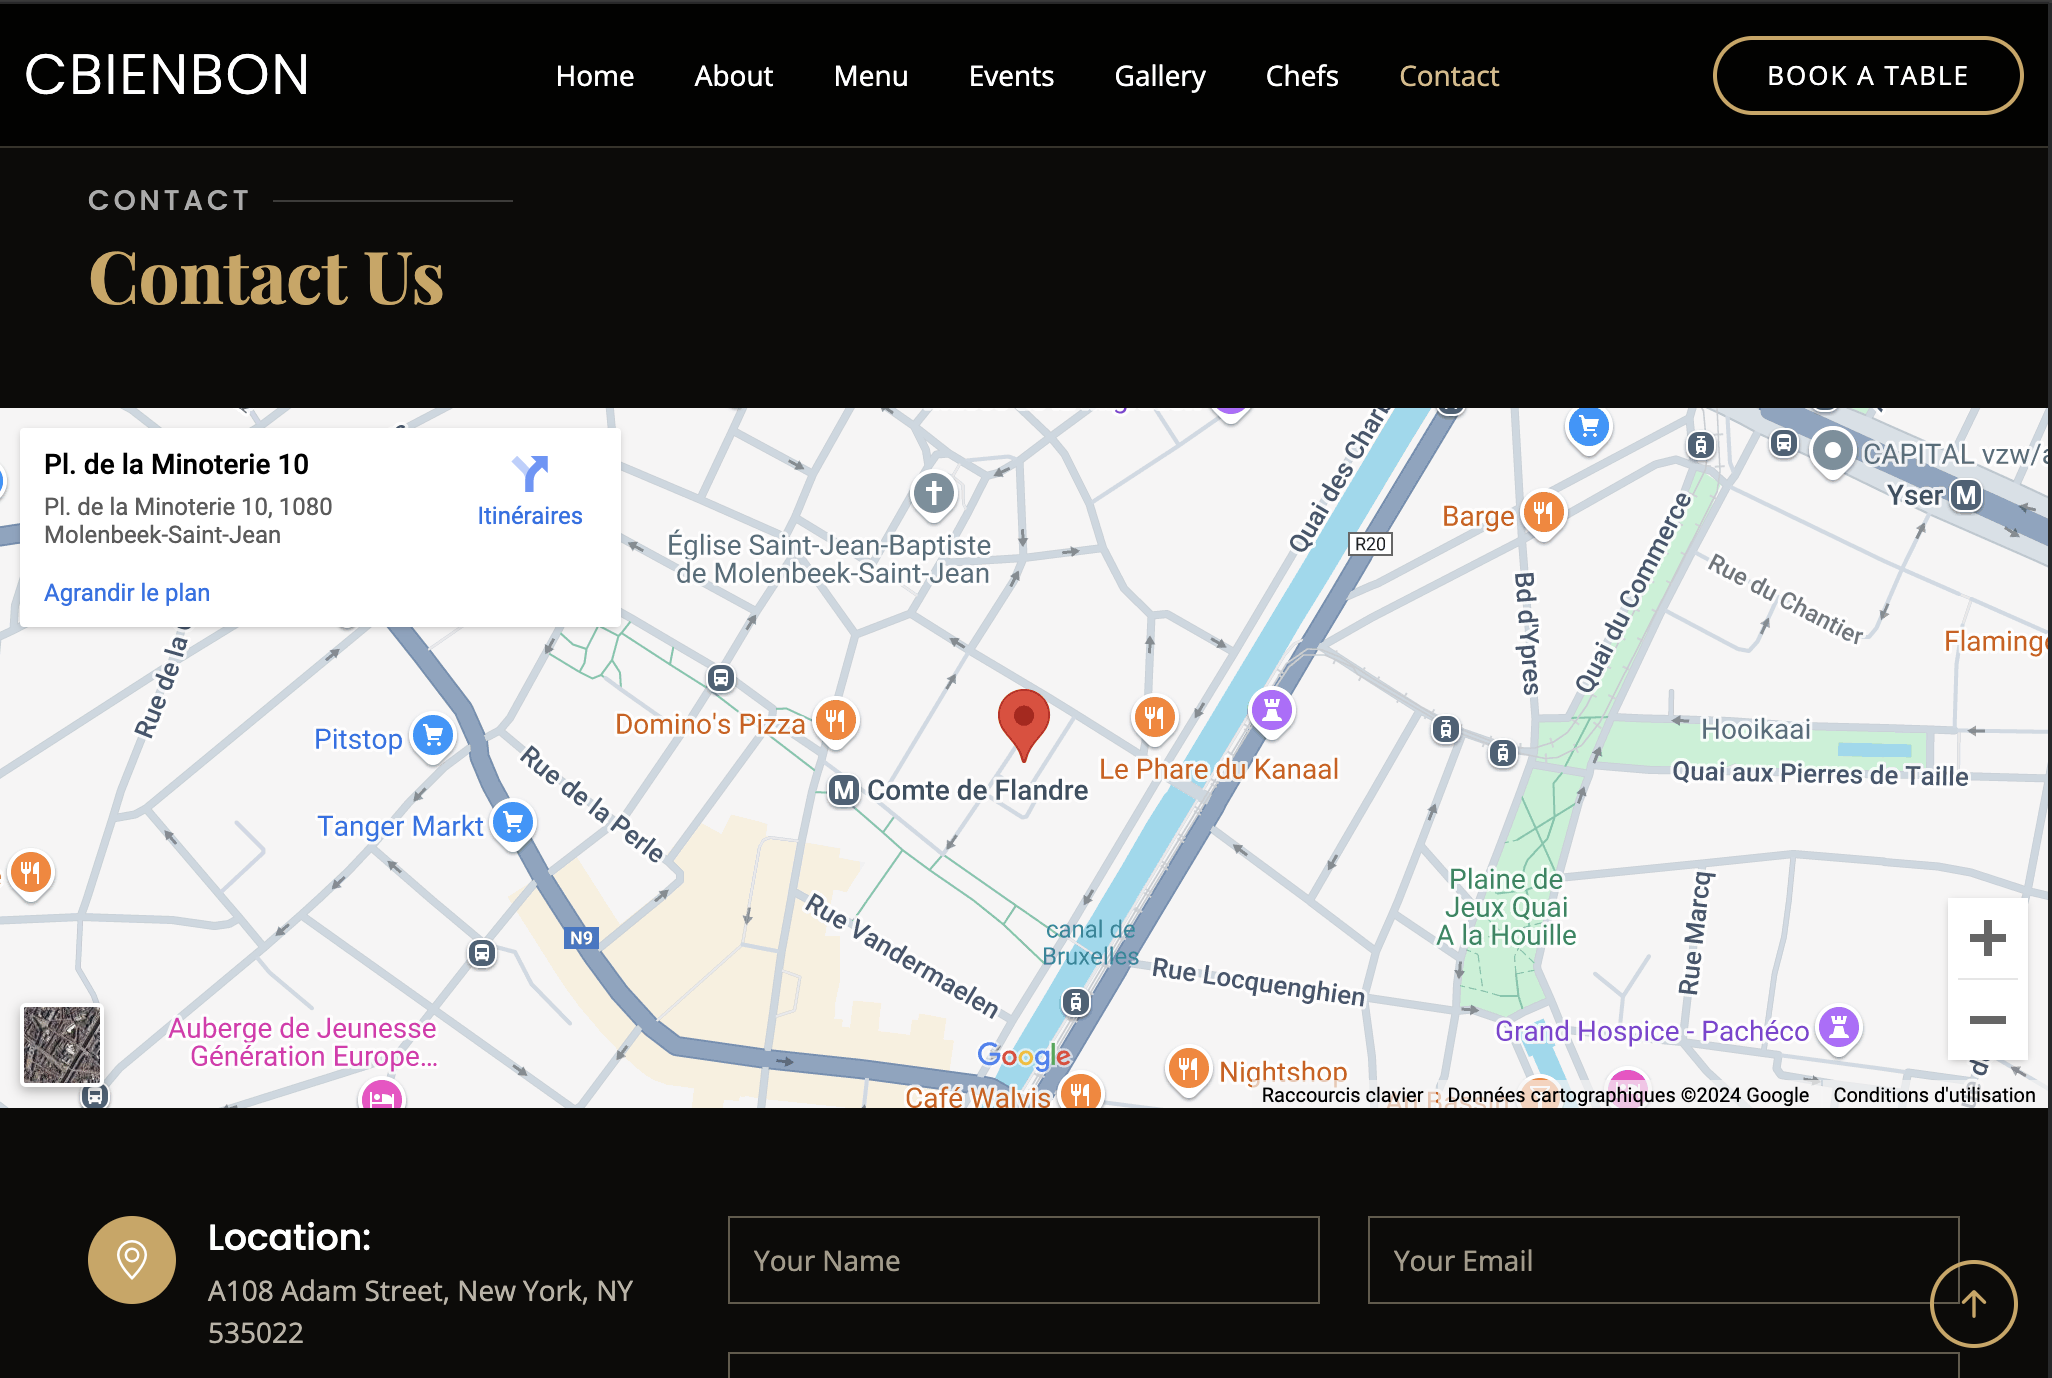 CBIENBON
Home
About
Menu
Events
Gallery
Chefs
Contact
BOOK A TABLE
CONTACT
Contact Us
Pl. de la Minoterie 10
Pl. de la Minoterie 10, 1080
Molenbeek-Saint-Jean
Itinéraires
Agrandir le plan
Rue de la
Église Saint-Jean-Baptiste
de Molenbeek-Saint-Jean
Quai des
R20
Barge
CAPITAL
Yser
M
Quai du Commerce
Rue du Chantier
Bd d'Ypres
Pitstop
Domino's Pizza
Le Phare du Kanaal
M
Comte de Flandre
Hooikaai
Quai aux Pierres de Taille
Rue de la Perle
Tanger Markt
Plaine de
Jeux Quai
A la Houille
Rue Marcq
N9
Rue Vandermaelen
canal de
Bruxelles
Rue Locquenghien
Auberge de Jeunesse
Génération Europe...
Grand Hospice - Pachéco
Google
Nightshop
Café Walvis
Raccourcis clavier
Données cartographiques ©2024 Google
Conditions d'utilisation
Location:
A108 Adam Street, New York, NY
535022
Your Name
Your Email